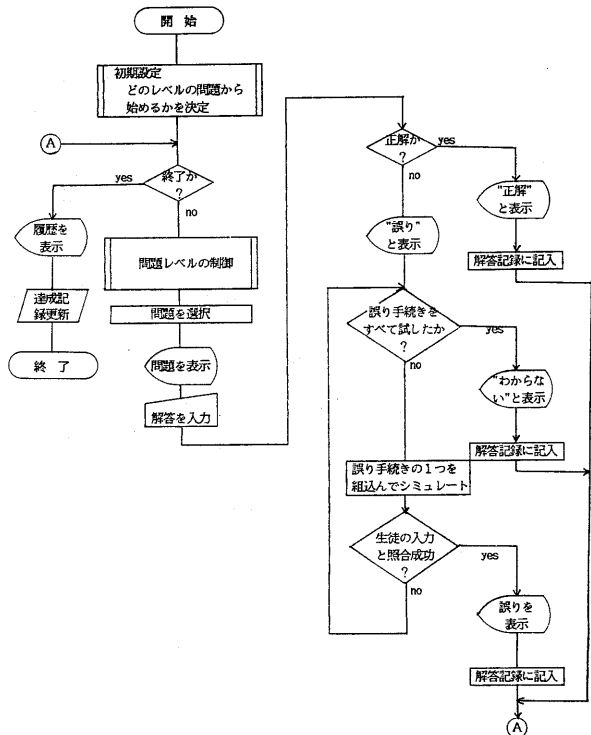 開 始
初期設定
どのレベルの問題から
始めるかを決定
A
終了か
?
yes
no
履歴を
表示
達成記
録更新
終 了
問題レベルの制御
問題を選択
問題を表示
解答を入力
正解か
?
yes
no
"正解"
と表示
解答記録に記入
"誤り"
と表示
誤り手続きを
すべて試したか
?
yes
no
"わからな
い"と表示
解答記録に記入
誤り手続きの1つを
組込んでシミュレート
生徒の入力
と照合成功
?
yes
no
誤りを
表示
解答記録に記入
A